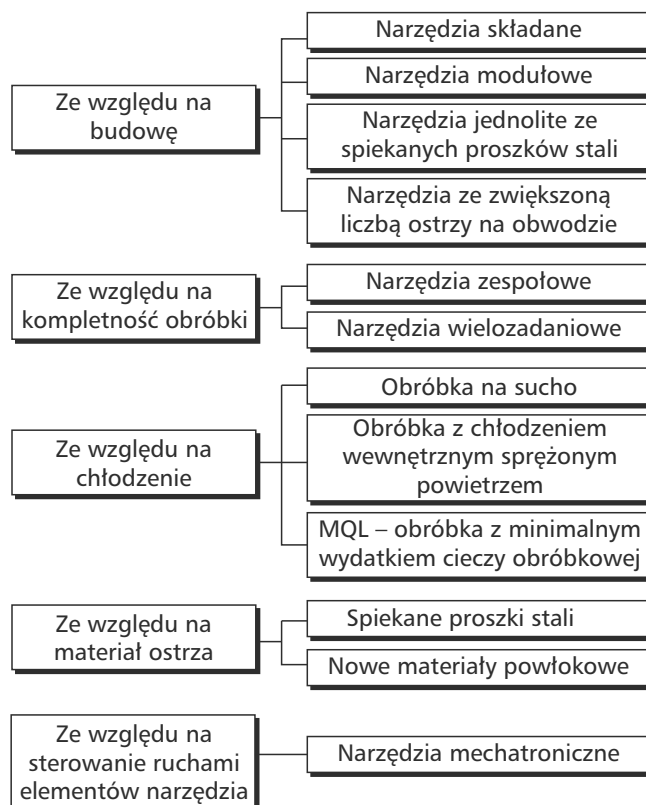 Ze względu na
budowę
Narzędzia składane
Narzędzia modułowe
Narzędzia jednolite ze
spiekanych proszków stali
Narzędzia ze zwiększoną
liczbą ostrzy na obwodzie
Ze względu na
kompletność obróbki
Narzędzia zespołowe
Narzędzia wielozadaniowe
Ze względu na
chłodzenie
Obróbka na sucho
Obróbka z chłodzeniem
wewnętrznym sprężonym
powietrzem
MQL – obróbka z minimalnym
wydatkiem cieczy obróbkowej
Ze względu na
materiał ostrza
Spiekane proszki stali
Nowe materiały powłokowe
Ze względu na
sterowanie ruchami
elementów narzędzia
Narzędzia mechatroniczne